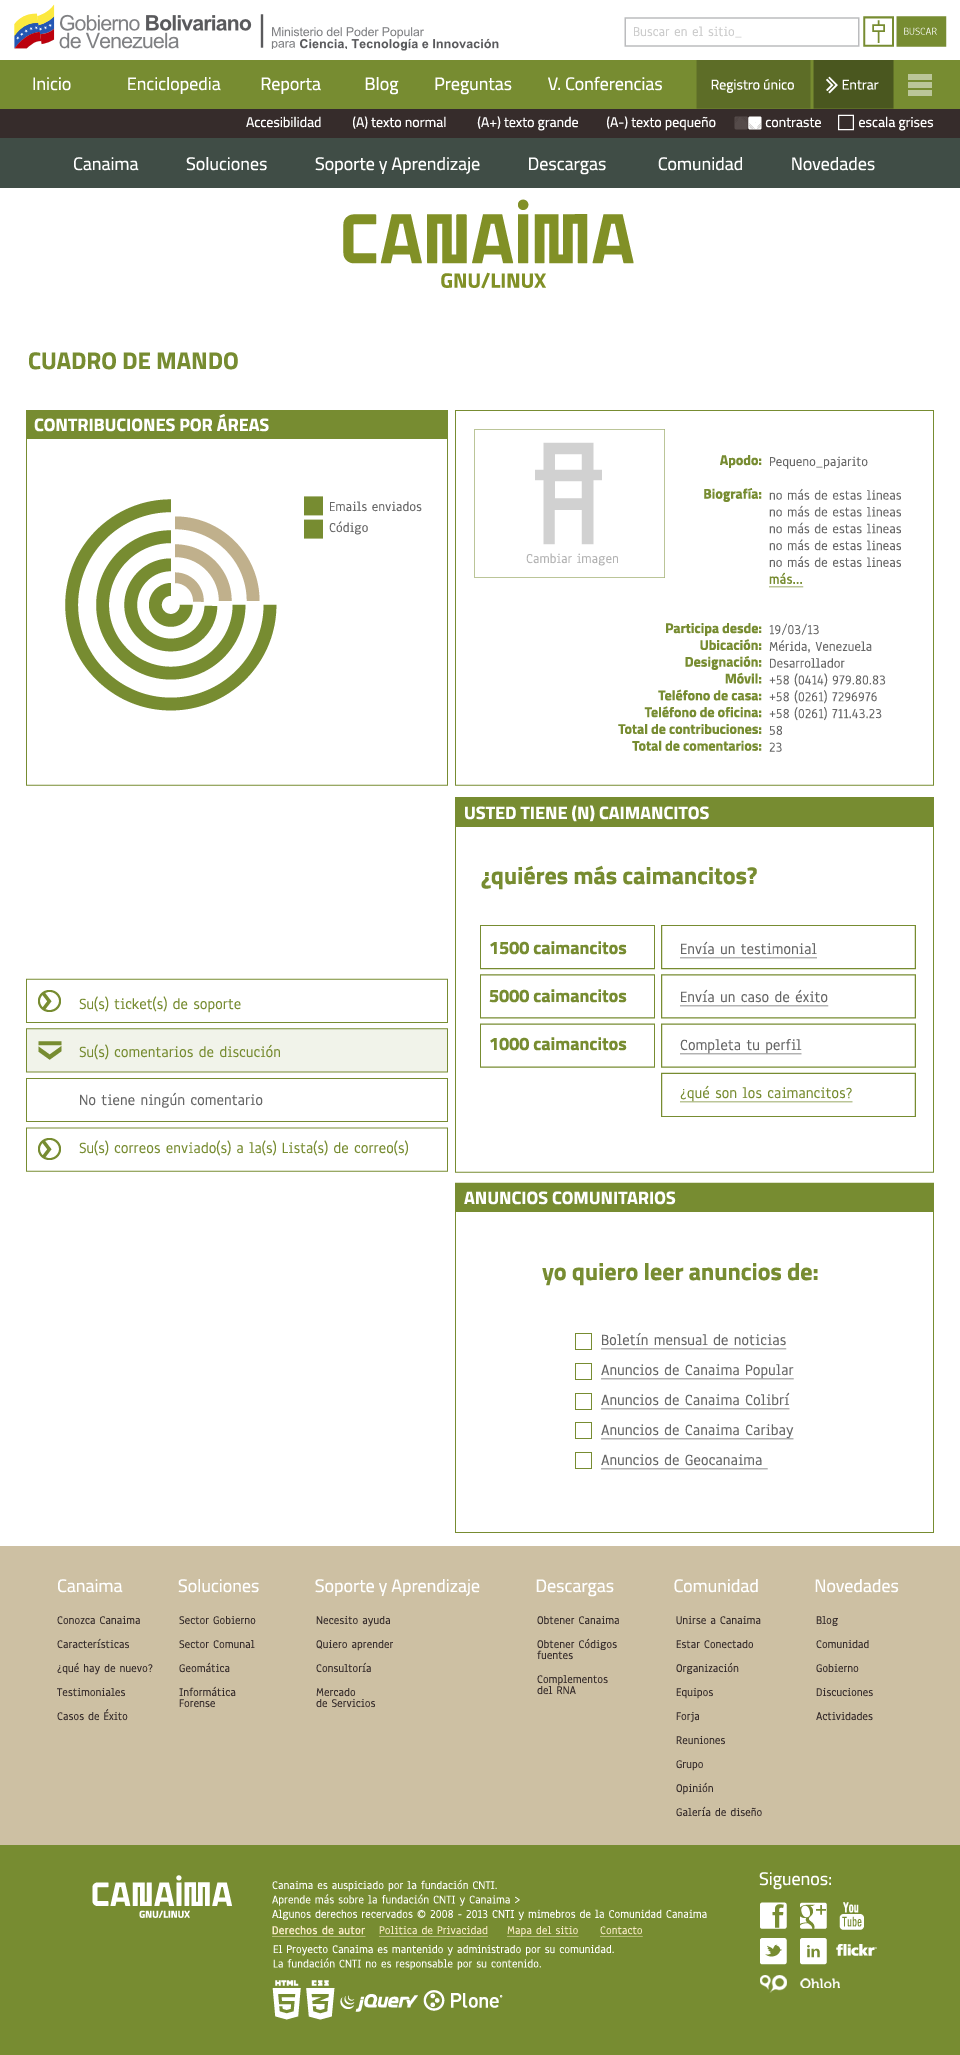 Gobierno Bolivariano
de Venezuela
Ministerio del Poder Popular
para Ciencia, Tecnología e Innovación
Buscar en el sitio_
BUSCAR
Inicio Enciclopedia Reporta Blog Preguntas V. Conferencias Registro único Entrar
Accesibilidad (A) texto normal (A+) texto grande (A-) texto pequeño contraste escala grises
Canaima Soluciones Soporte y Aprendizaje Descargas Comunidad Novedades
CANAIMA
GNU/LINUX
CUADRO DE MANDO
CONTRIBUCIONES POR ÁREAS
Emails enviados
Código
Cambiar imagen
Apodo: Pequeno_pajarito
Biografía: no más de estas lineas
no más de estas lineas
no más de estas lineas
no más de estas lineas
no más de estas lineas
más...
Participa desde: 19/03/13
Ubicación: Mérida, Venezuela
Designación: Desarrollador
Móvil: +58 (0414) 979.80.83
Teléfono de casa: +58 (0261) 7296976
Teléfono de oficina: +58 (0261) 711.43.23
Total de contribuciones: 58
Total de comentarios: 23
USTED TIENE (N) CAIMANCITOS
¿quiéres más caimancitos?
1500 caimancitos Envía un testimonial
5000 caimancitos Envía un caso de éxito
1000 caimancitos Completa tu perfil
¿qué son los caimancitos?
Su(s) ticket(s) de soporte
Su(s) comentarios de discución
No tiene ningún comentario
Su(s) correos enviado(s) a la(s) Lista(s) de correo(s)
ANUNCIOS COMUNITARIOS
yo quiero leer anuncios de:
Boletín mensual de noticias
Anuncios de Canaima Popular
Anuncios de Canaima Colibrí
Anuncios de Canaima Caribay
Anuncios de Geocanaima
Canaima
Conozca Canaima
Características
¿qué hay de nuevo?
Testimoniales
Casos de Éxito
Soluciones
Sector Gobierno
Sector Comunal
Geomática
Informática
Forense
Soporte y Aprendizaje
Necesito ayuda
Quiero aprender
Consultoría
Mercado
de Servicios
Descargas
Obtener Canaima
Obtener Códigos
fuentes
Complementos
del RNA
Comunidad
Unirse a Canaima
Estar Conectado
Organización
Equipos
Forja
Reuniones
Grupo
Opinión
Galería de diseño
Novedades
Blog
Comunidad
Gobierno
Discuciones
Actividades
CANAIMA
GNU/LINUX
Canaima es auspiciado por la fundación CNTI.
Aprende más sobre la fundación CNTI y Canaima >
Algunos derechos recervados © 2008 - 2013 CNTI y mimebros de la Comunidad Canaima
Derechos de autor Politica de Privacidad Mapa del sitio Contacto
El Proyecto Canaima es mantenido y administrado por su comunidad.
La fundación CNTI no es responsable por su contenido.
HTML 5 CSS 3 jQuery Plone
Siguenos:
f g+ You Tube
in flickr
Ohloh